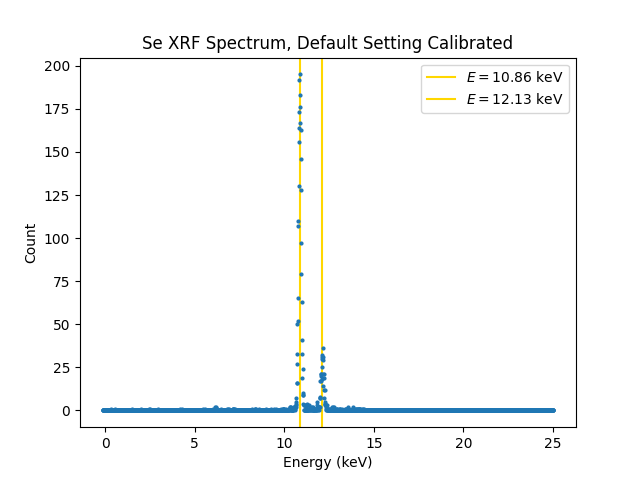 Se XRF Spectrum, Default Setting Calibrated
E = 10.86 keV
E = 12.13 keV
200
175
150
125
100
75
50
25
0
Count
0 5 10 15 20 25
Energy (keV)